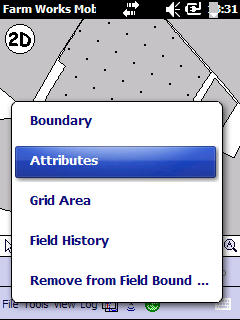 Farm Works Mob
:31
2D
Boundary
Attributes
Grid Area
Field History
Remove from Field Bound ...
File Tools View Log